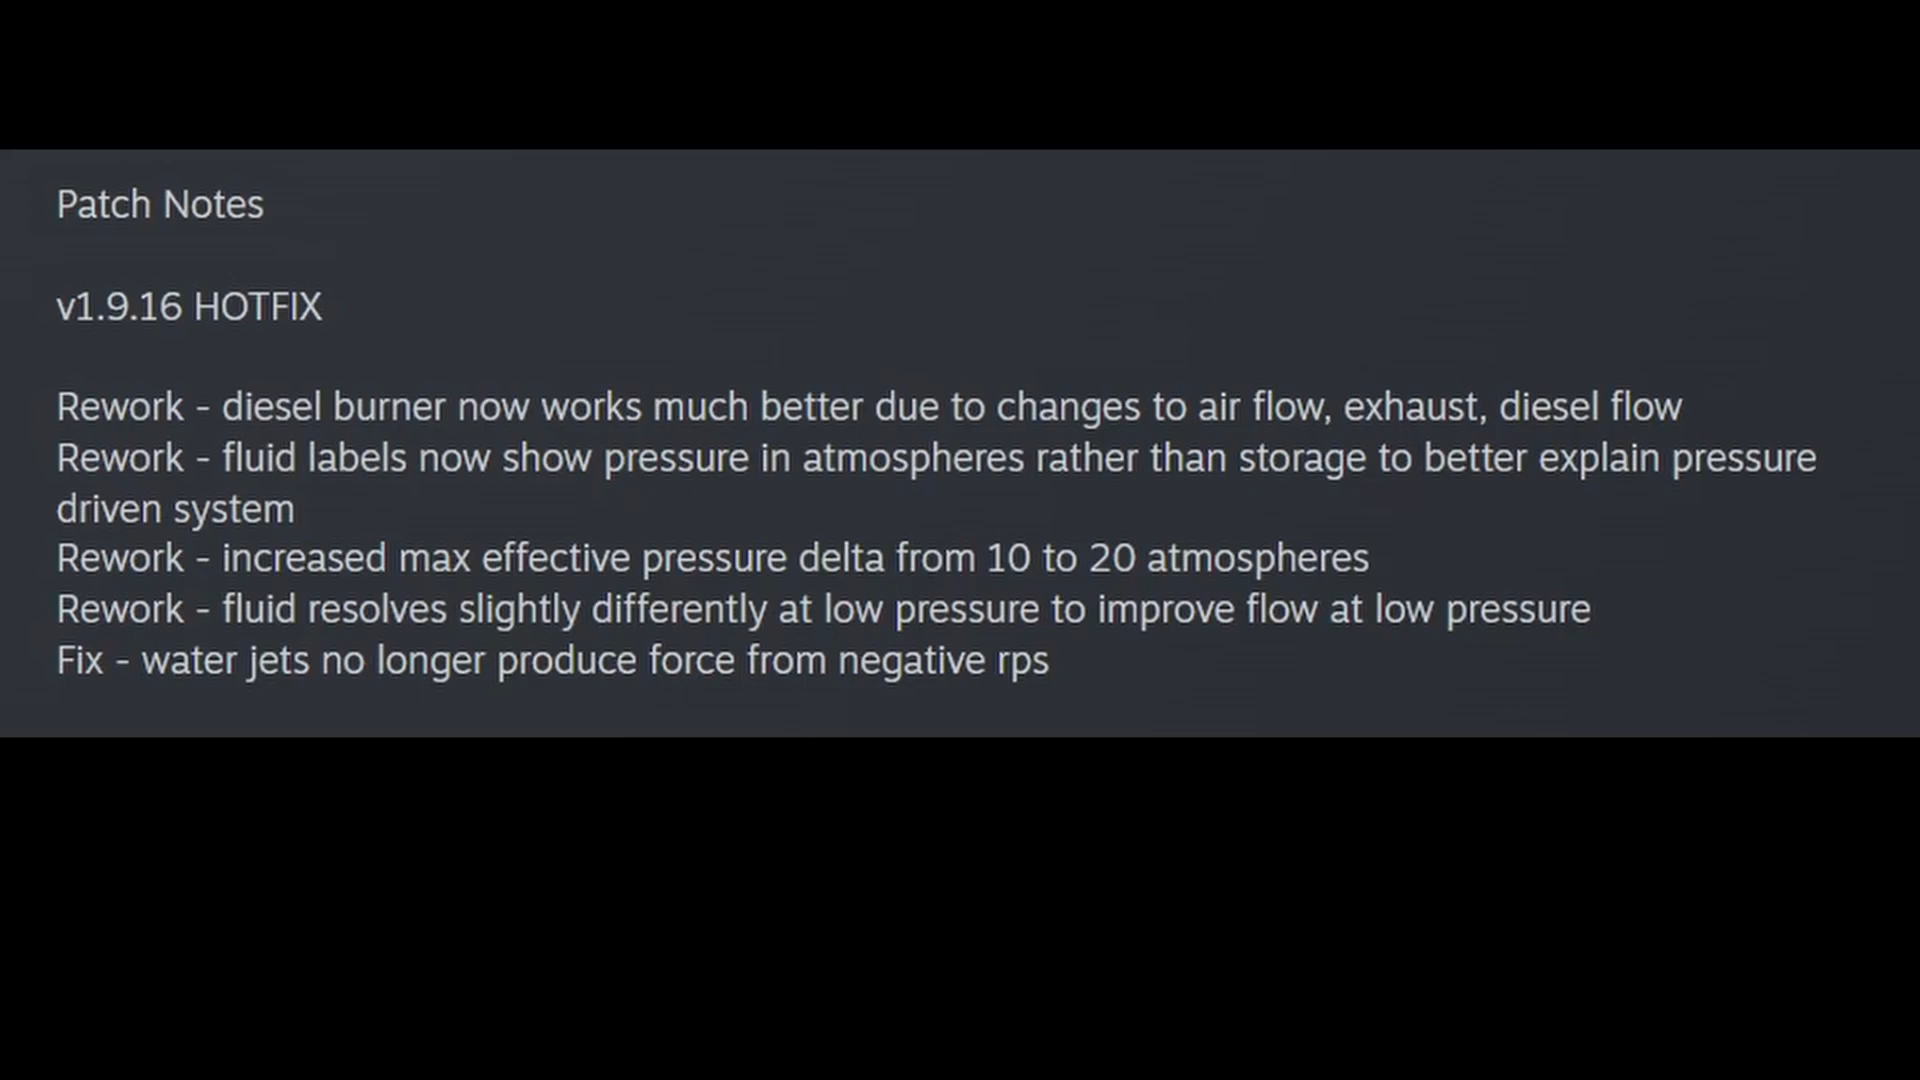 Patch Notes
v1.9.16 HOTFIX
Rework - diesel burner now works much better due to changes to air flow, exhaust, diesel flow
Rework - fluid labels now show pressure in atmospheres rather than storage to better explain pressure
driven system
Rework - increased max effective pressure delta from 10 to 20 atmospheres
Rework - fluid resolves slightly differently at low pressure to improve flow at low pressure
Fix - water jets no longer produce force from negative rps